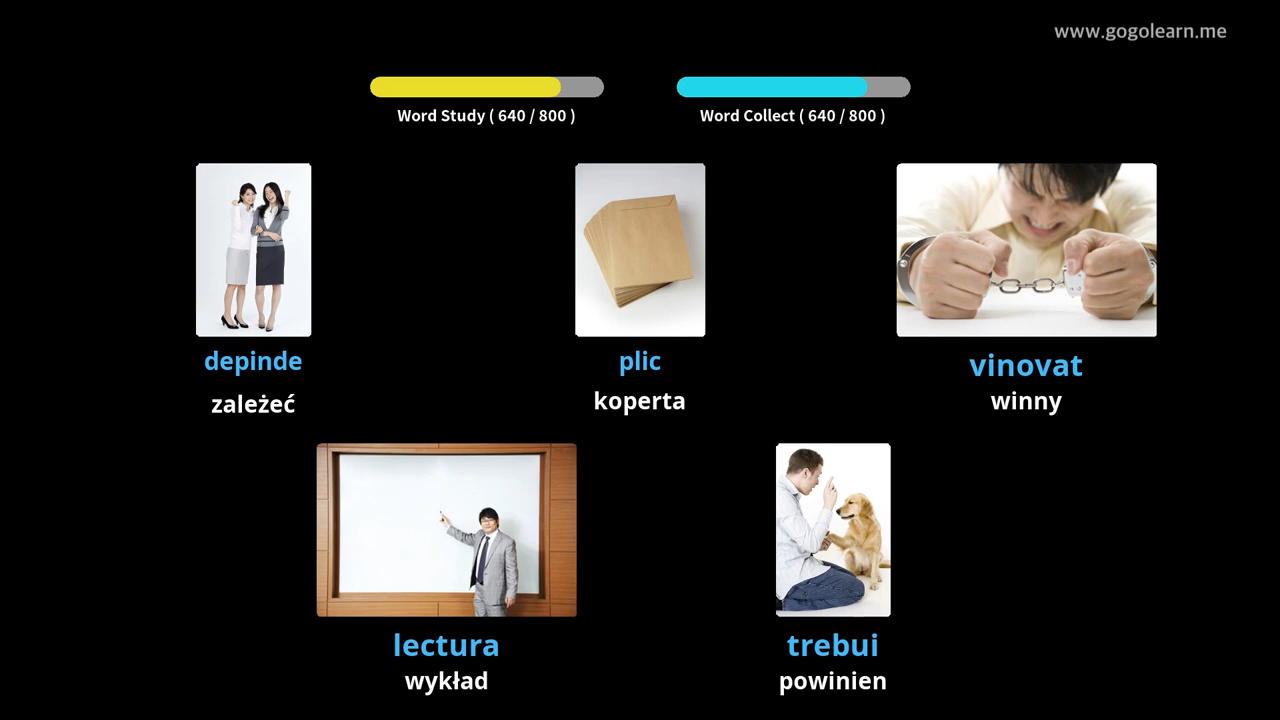 www.gogolearn.me
Word Study ( 640 / 800 )
Word Collect ( 640 / 800 )
depinde
zależeć
plic
koperta
vinovat
winny
lectura
wykład
trebui
powinien